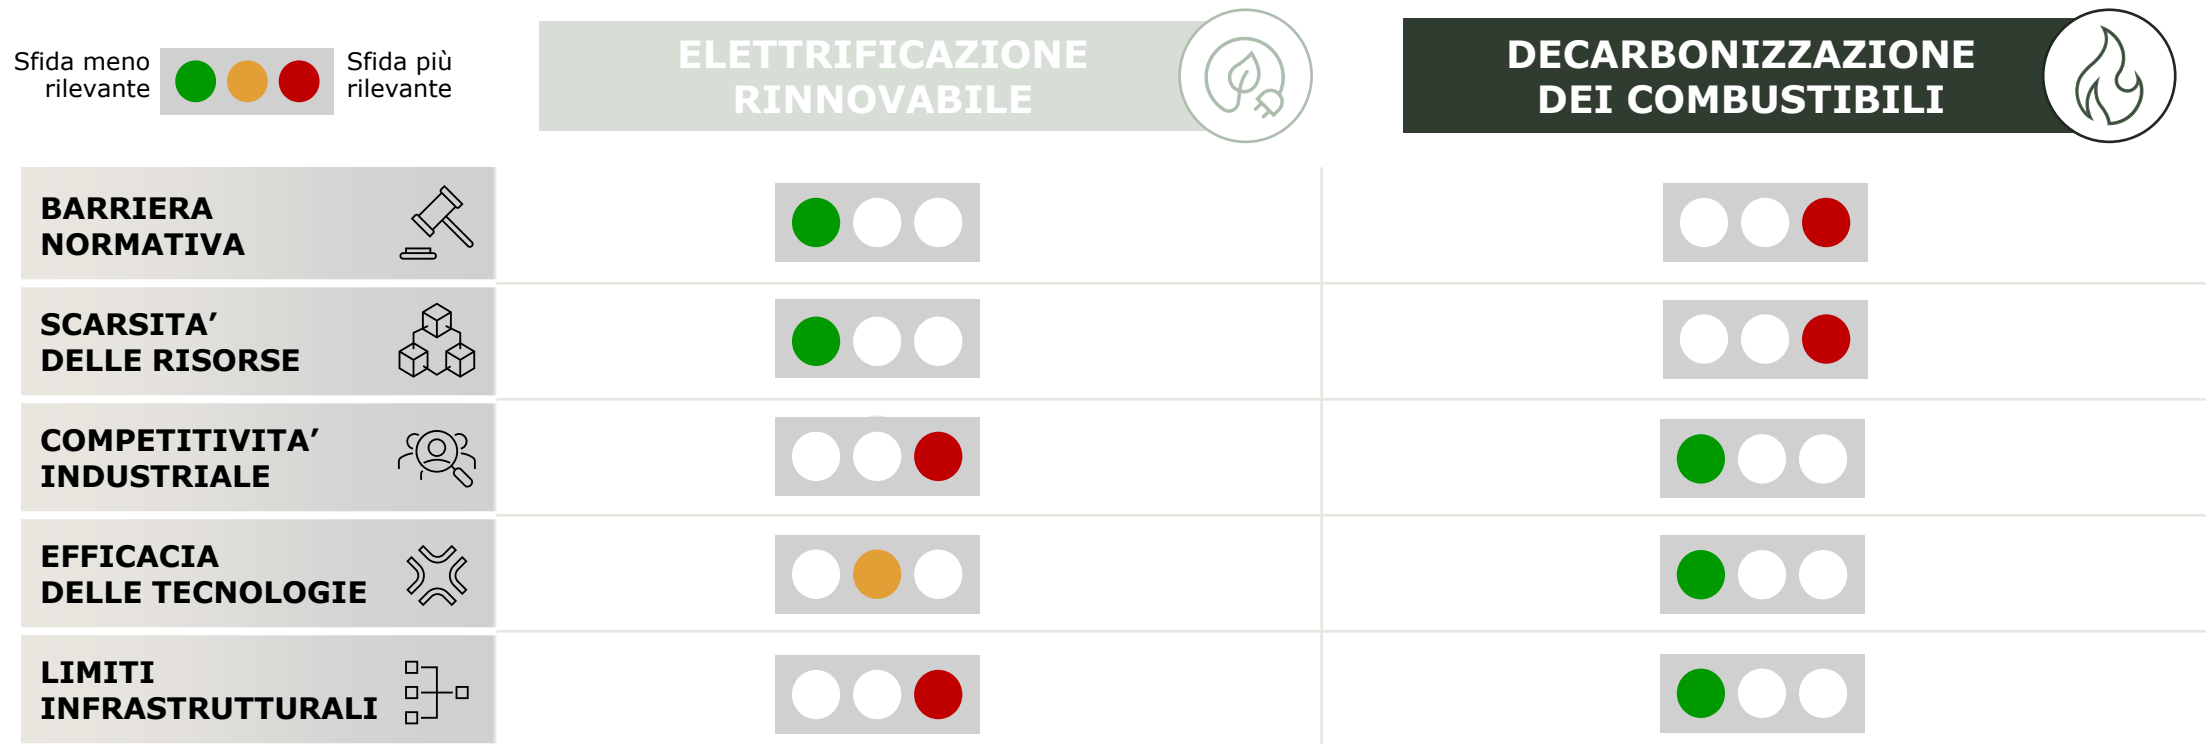 Sfida meno
rilevante
Sfida più
rilevante
ELETTRIFICAZIONE
RINNOVABILE
DECARBONIZZAZIONE
DEI COMBUSTIBILI
BARRIERA
NORMATIVA
SCARSITA’
DELLE RISORSE
COMPETITIVITA’
INDUSTRIALE
EFFICACIA
DELLE TECNOLOGIE
LIMITI
INFRASTRUTTURALI